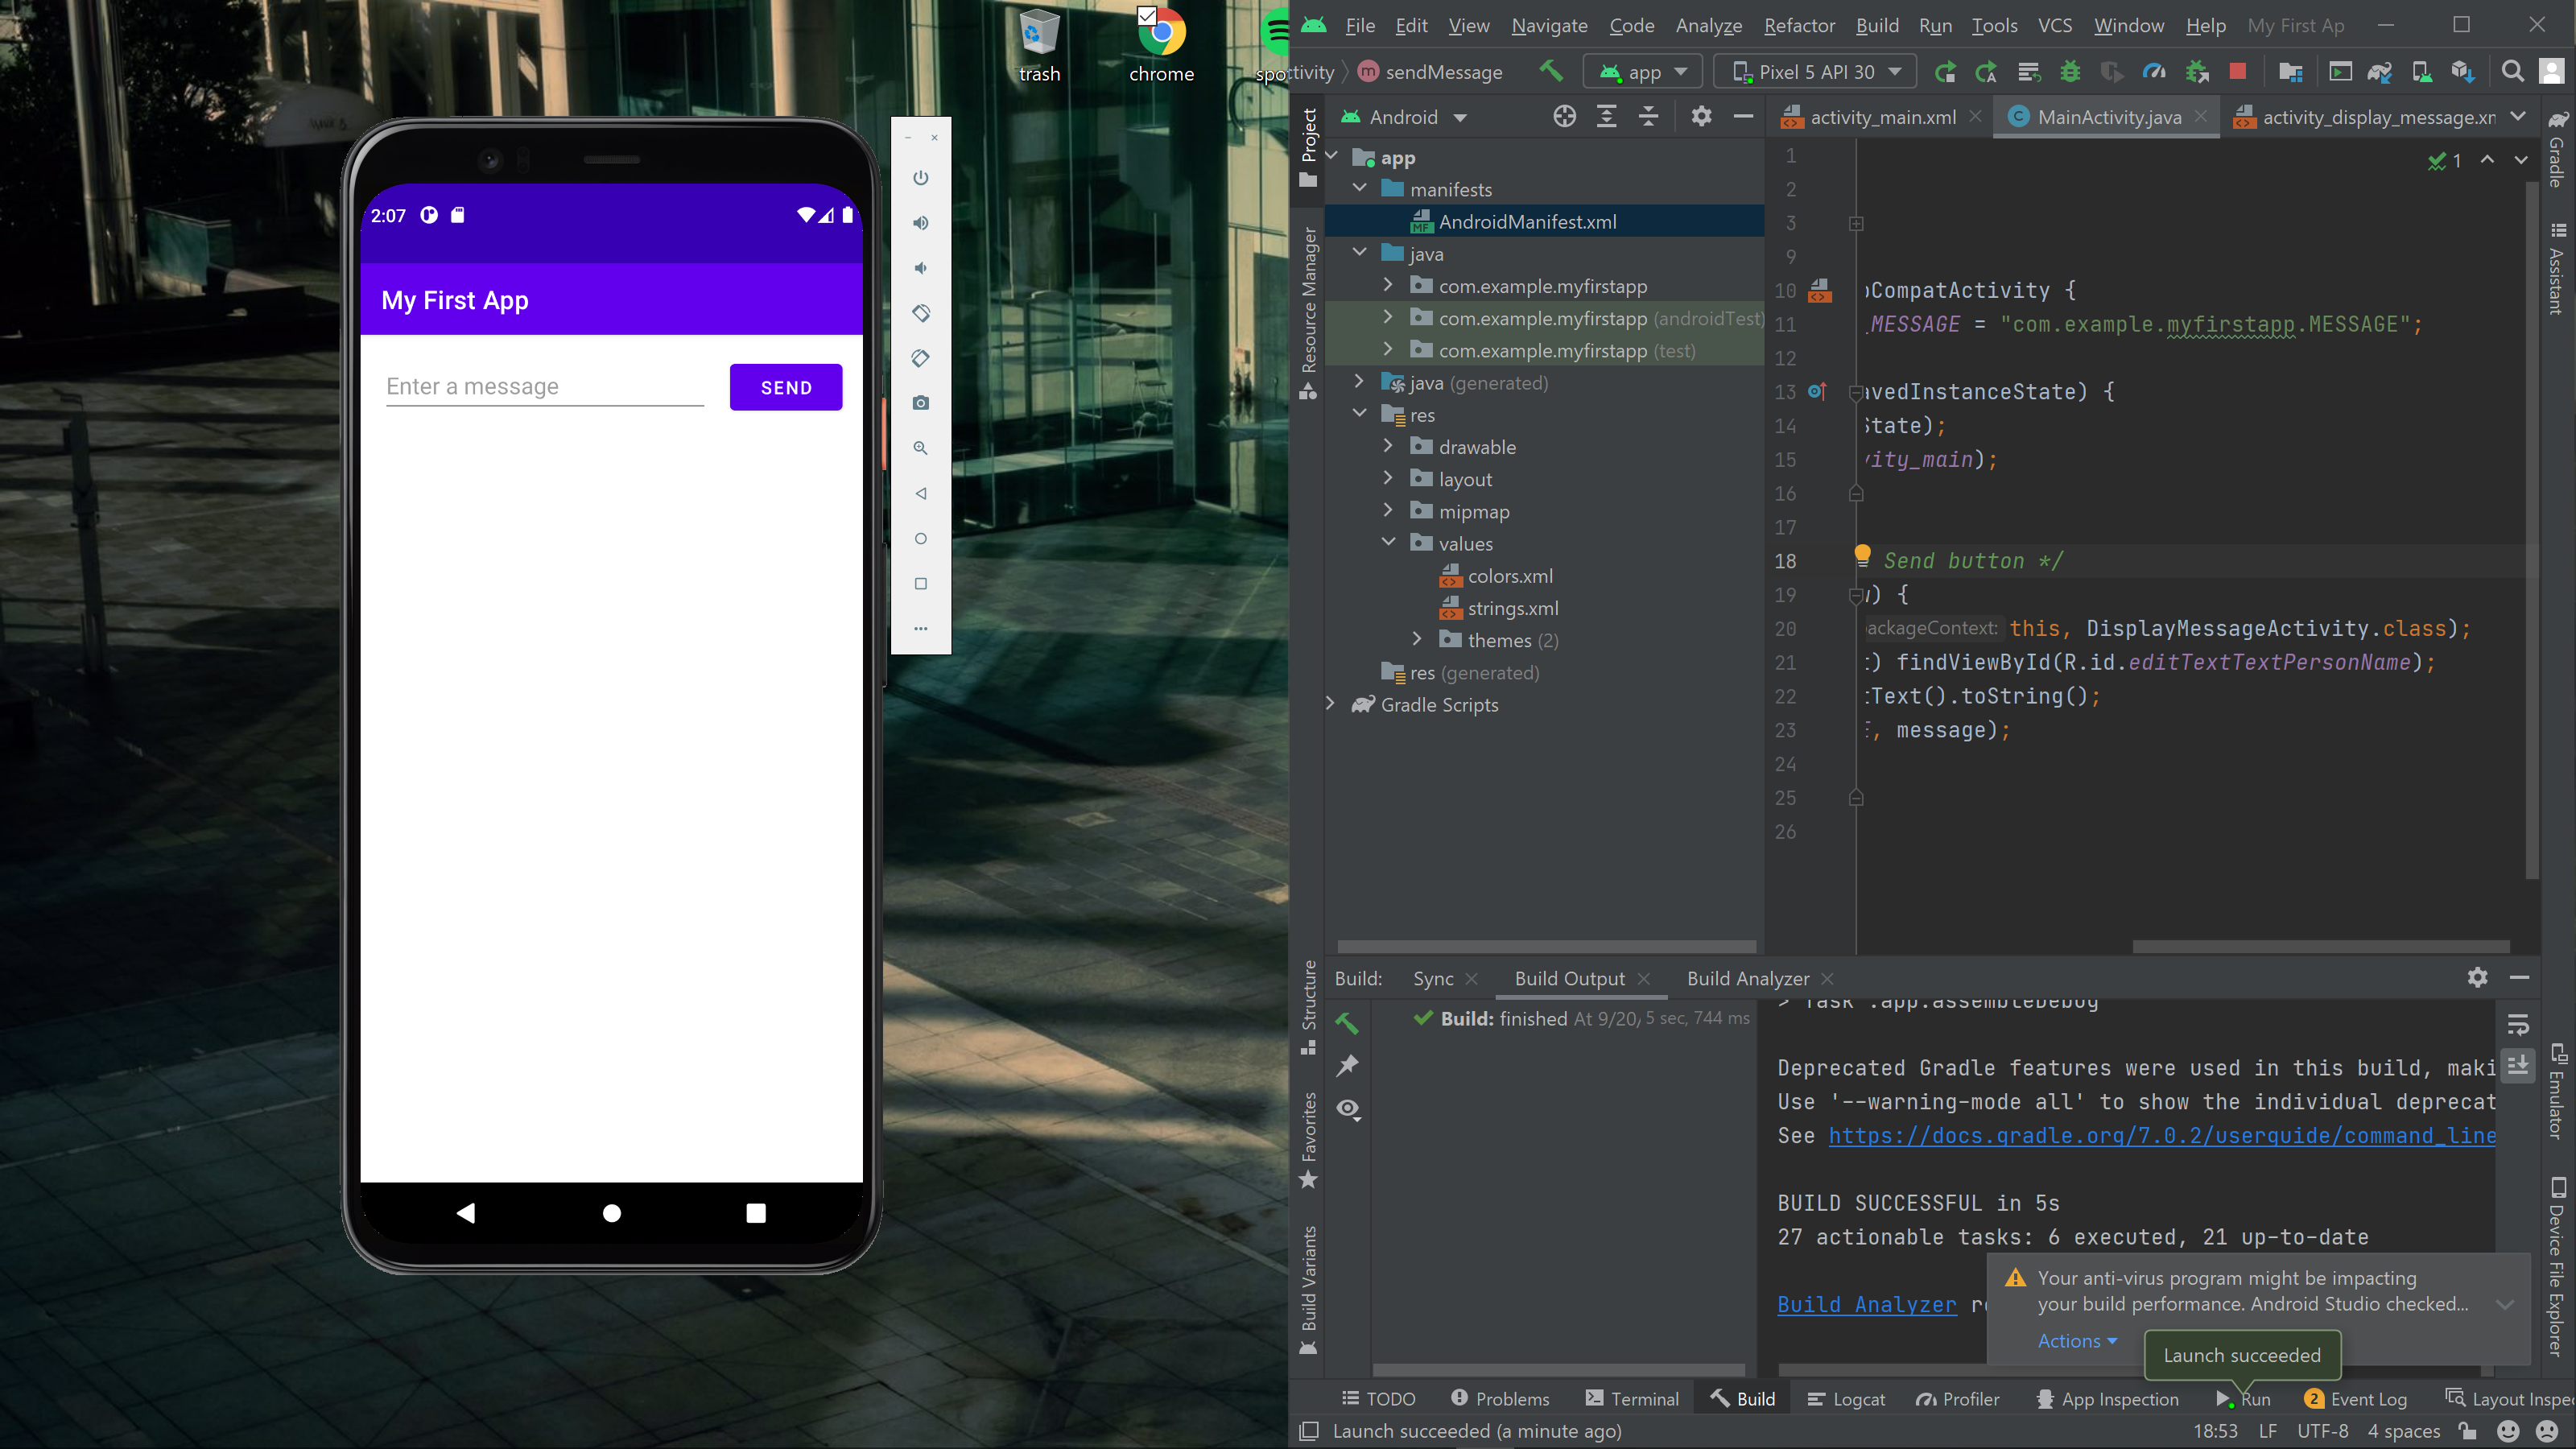 trash
chrome
2:07
My First App
Enter a message
SEND
File Edit View Navigate Code Analyze Refactor Build Run Tools VCS Window Help My First Ap
tivity sendMessage app Pixel 5 API 30
Project
Resource Manager
Structure
Favorites
Build Variants
Android
app
manifests
AndroidManifest.xml
java
com.example.myfirstapp
com.example.myfirstapp (androidTest)
com.example.myfirstapp (test)
java (generated)
res
drawable
layout
mipmap
values
colors.xml
strings.xml
themes (2)
res (generated)
Gradle Scripts
activity_main.xml MainActivity.java activity_display_message.xm
1
1
2
3
9
10 CompatActivity {
11 _MESSAGE = "com.example.myfirstapp.MESSAGE";
12
13 avedInstanceState) {
14 State);
15 vity_main);
16
17
18 Send button */
19 ) {
20 ackageContext: this, DisplayMessageActivity.class);
21 t) findViewById(R.id.editTextTextPersonName);
22 tText().toString();
23 , message);
24
25
26
Gradle
Assistant
Emulator
Device File Explorer
Build: Sync Build Output Build Analyzer
Build: finished At 9/20, 5 sec, 744 ms
> Task :app:assembleDebug
Deprecated Gradle features were used in this build, maki
Use '--warning-mode all' to show the individual deprecat
See https://docs.gradle.org/7.0.2/userguide/command_line
BUILD SUCCESSFUL in 5s
27 actionable tasks: 6 executed, 21 up-to-date
Build Analyzer re
Your anti-virus program might be impacting
your build performance. Android Studio checked...
Actions
Launch succeeded
TODO Problems Terminal Build Logcat Profiler App Inspection Run 2 Event Log Layout Inspec
Launch succeeded (a minute ago) 18:53 LF UTF-8 4 spaces